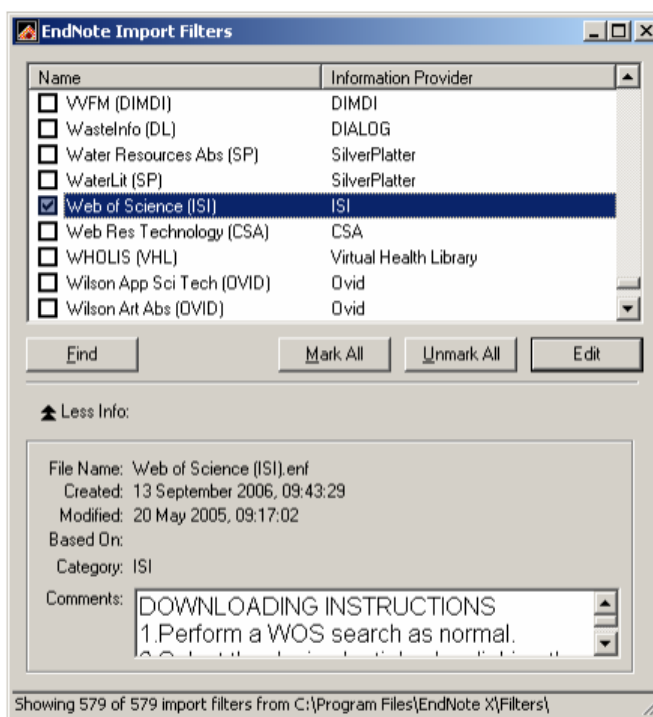 EndNote Import Filters
Name Information Provider
VVFM (DIMDI) DIMDI
WasteInfo (DL) DIALOG
Water Resources Abs (SP) SilverPlatter
WaterLit (SP) SilverPlatter
Web of Science (ISI) ISI
Web Res Technology (CSA) CSA
WHOLIS (VHL) Virtual Health Library
Wilson App Sci Tech (OVID) Ovid
Wilson Art Abs (OVID) Ovid
Find Mark All Unmark All Edit
Less Info:
File Name: Web of Science (ISI).enf
Created: 13 September 2006, 09:43:29
Modified: 20 May 2005, 09:17:02
Based On:
Category: ISI
Comments: DOWNLOADING INSTRUCTIONS
1.Perform a WOS search as normal.
Showing 579 of 579 import filters from C:\Program Files\EndNote X\Filters\